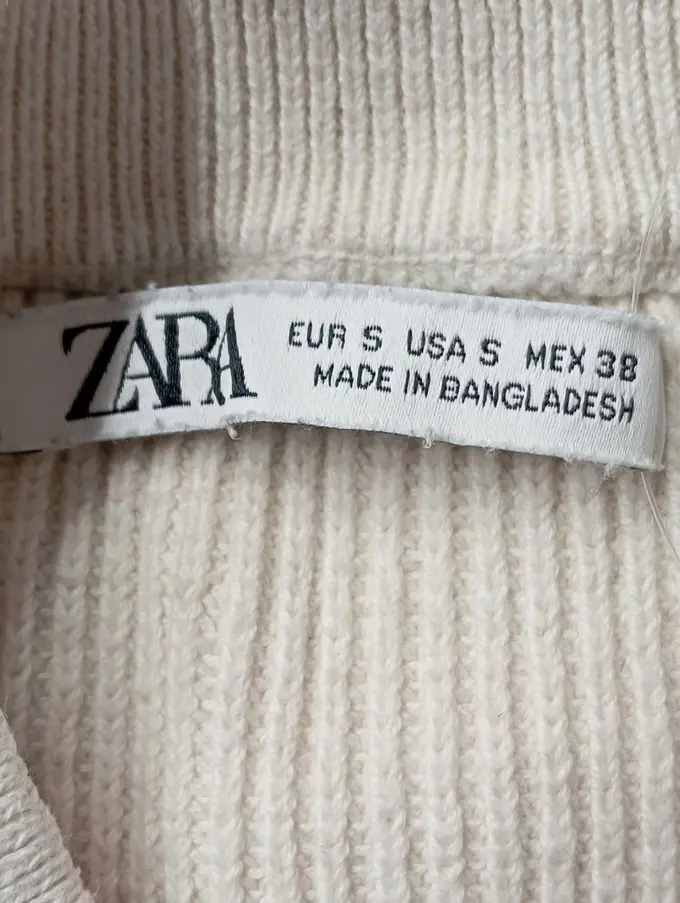 ZARA
EUR S USA S MEX 38
MADE IN BANGLADESH